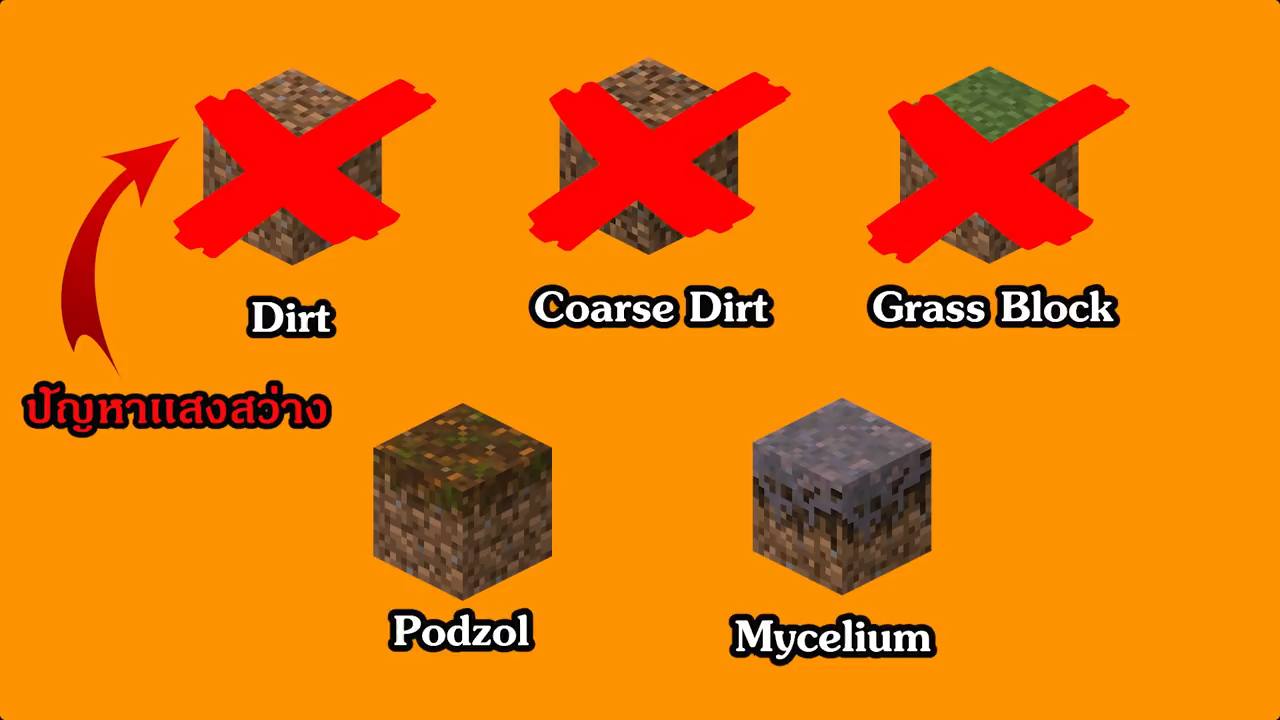 Dirt
Coarse Dirt
Grass Block
ปัญหาแสงสว่าง
Podzol
Mycelium